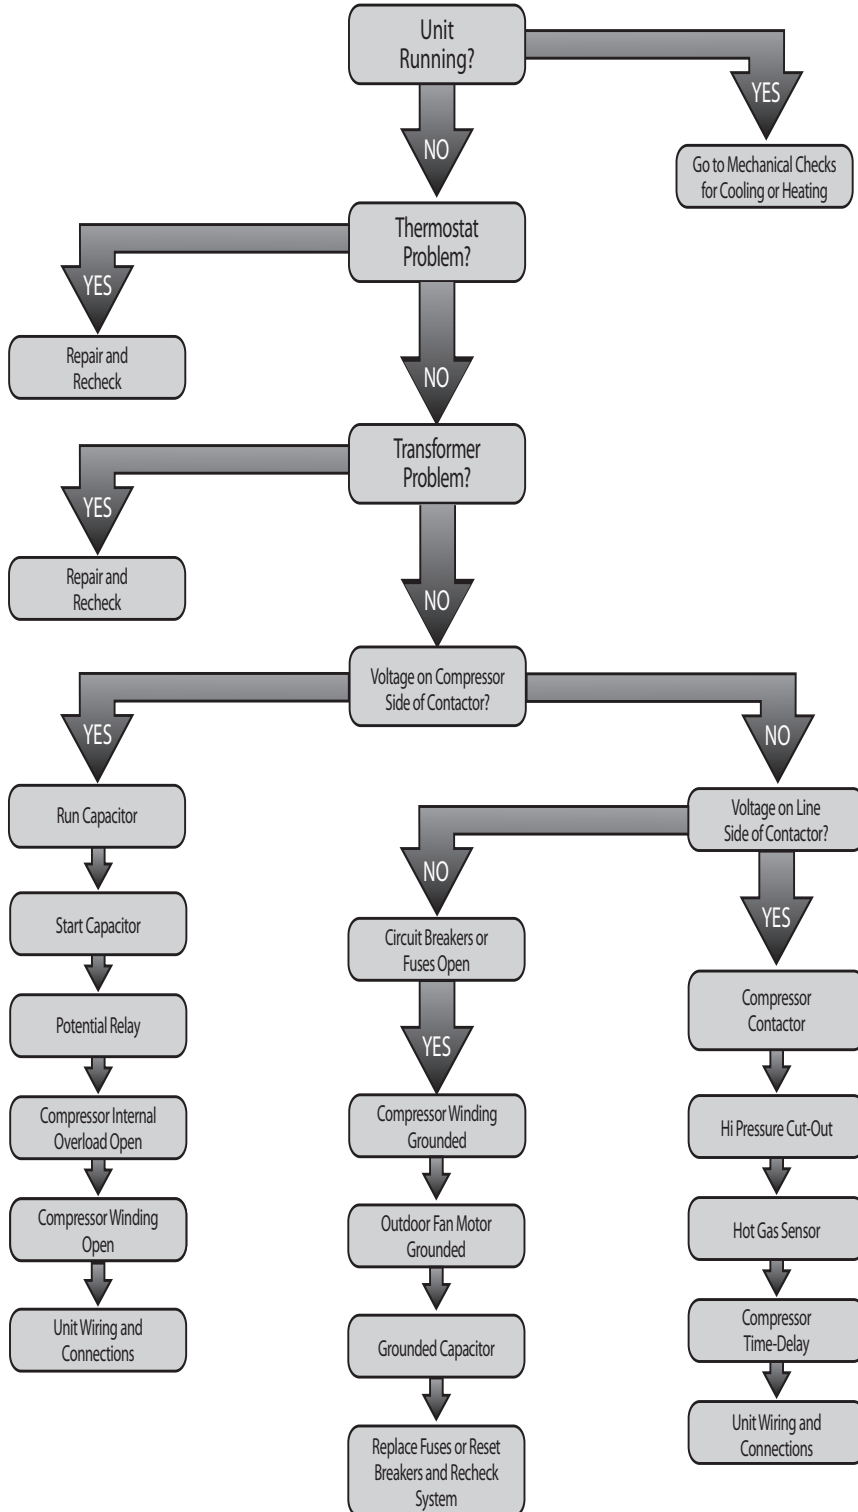 Unit
Running?
YES
NO
Go to Mechanical Checks
for Cooling or Heating
Thermostat
Problem?
YES
NO
Repair and
Recheck
Transformer
Problem?
YES
NO
Repair and
Recheck
Voltage on Compressor
Side of Contactor?
YES
NO
Run Capacitor
Start Capacitor
Potential Relay
Compressor Internal
Overload Open
Compressor Winding
Open
Unit Wiring and
Connections
Voltage on Line
Side of Contactor?
NO
YES
Circuit Breakers or
Fuses Open
YES
Compressor Winding
Grounded
Outdoor Fan Motor
Grounded
Grounded Capacitor
Replace Fuses or Reset
Breakers and Recheck
System
Compressor
Contactor
Hi Pressure Cut-Out
Hot Gas Sensor
Compressor
Time-Delay
Unit Wiring and
Connections